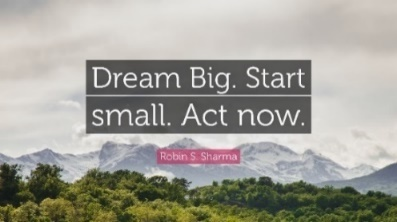 Dream Big. Start
small. Act now.
Robin S. Sharma